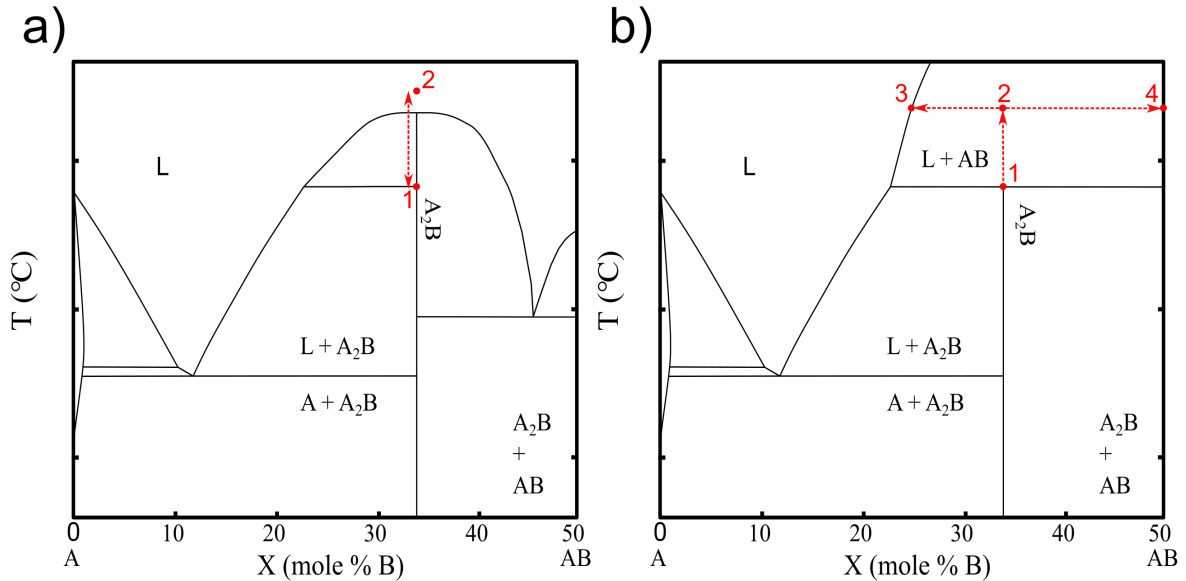 a)
2
L
1
A₂B
T (°C)
L + A₂B
A + A₂B
A₂B
+
AB
0 10 20 30 40 50
A AB
X (mole % B)
b)
3 2 4
L
L + AB
1
A₂B
T (°C)
L + A₂B
A + A₂B
A₂B
+
AB
0 10 20 30 40 50
A AB
X (mole % B)